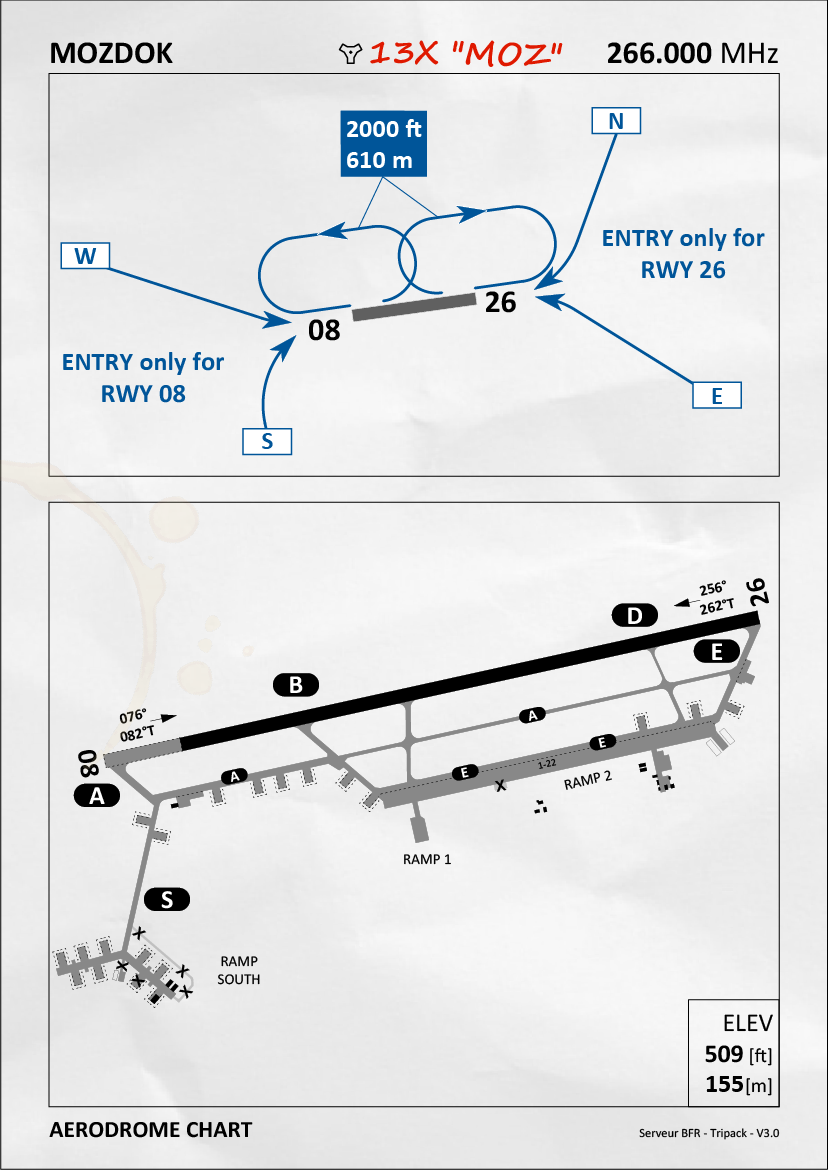 MOZDOK 13X "MOZ" 266.000 MHz
2000 ft
610 m
N
W
ENTRY only for
RWY 26
26
08
ENTRY only for
RWY 08
E
S
26
256°
262°T
D
E
B
A
076°
082°T
E
E
1-22
08
A
RAMP 2
A
X
RAMP 1
S
X
RAMP
SOUTH
X
X
X
X
ELEV
509 [ft]
155[m]
AERODROME CHART
Serveur BFR - Tripack - V3.0